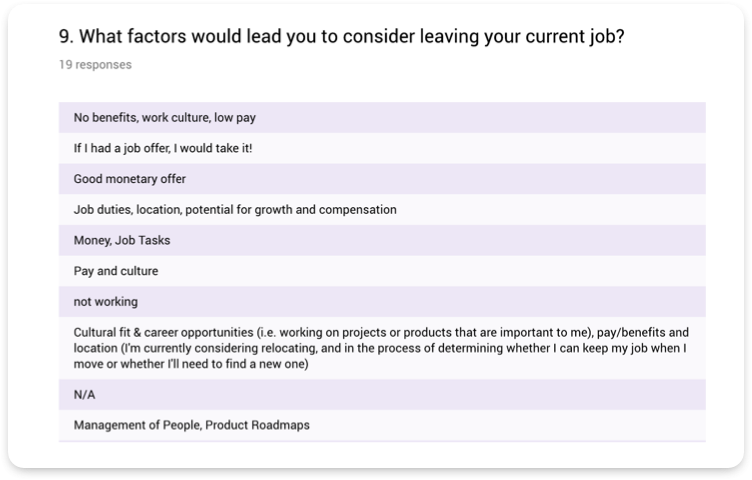 9. What factors would lead you to consider leaving your current job?
19 responses
No benefits, work culture, low pay
If I had a job offer, I would take it!
Good monetary offer
Job duties, location, potential for growth and compensation
Money, Job Tasks
Pay and culture
not working
Cultural fit & career opportunities (i.e. working on projects or products that are important to me), pay/benefits and
location (I'm currently considering relocating, and in the process of determining whether I can keep my job when I
move or whether I'll need to find a new one)
N/A
Management of People, Product Roadmaps